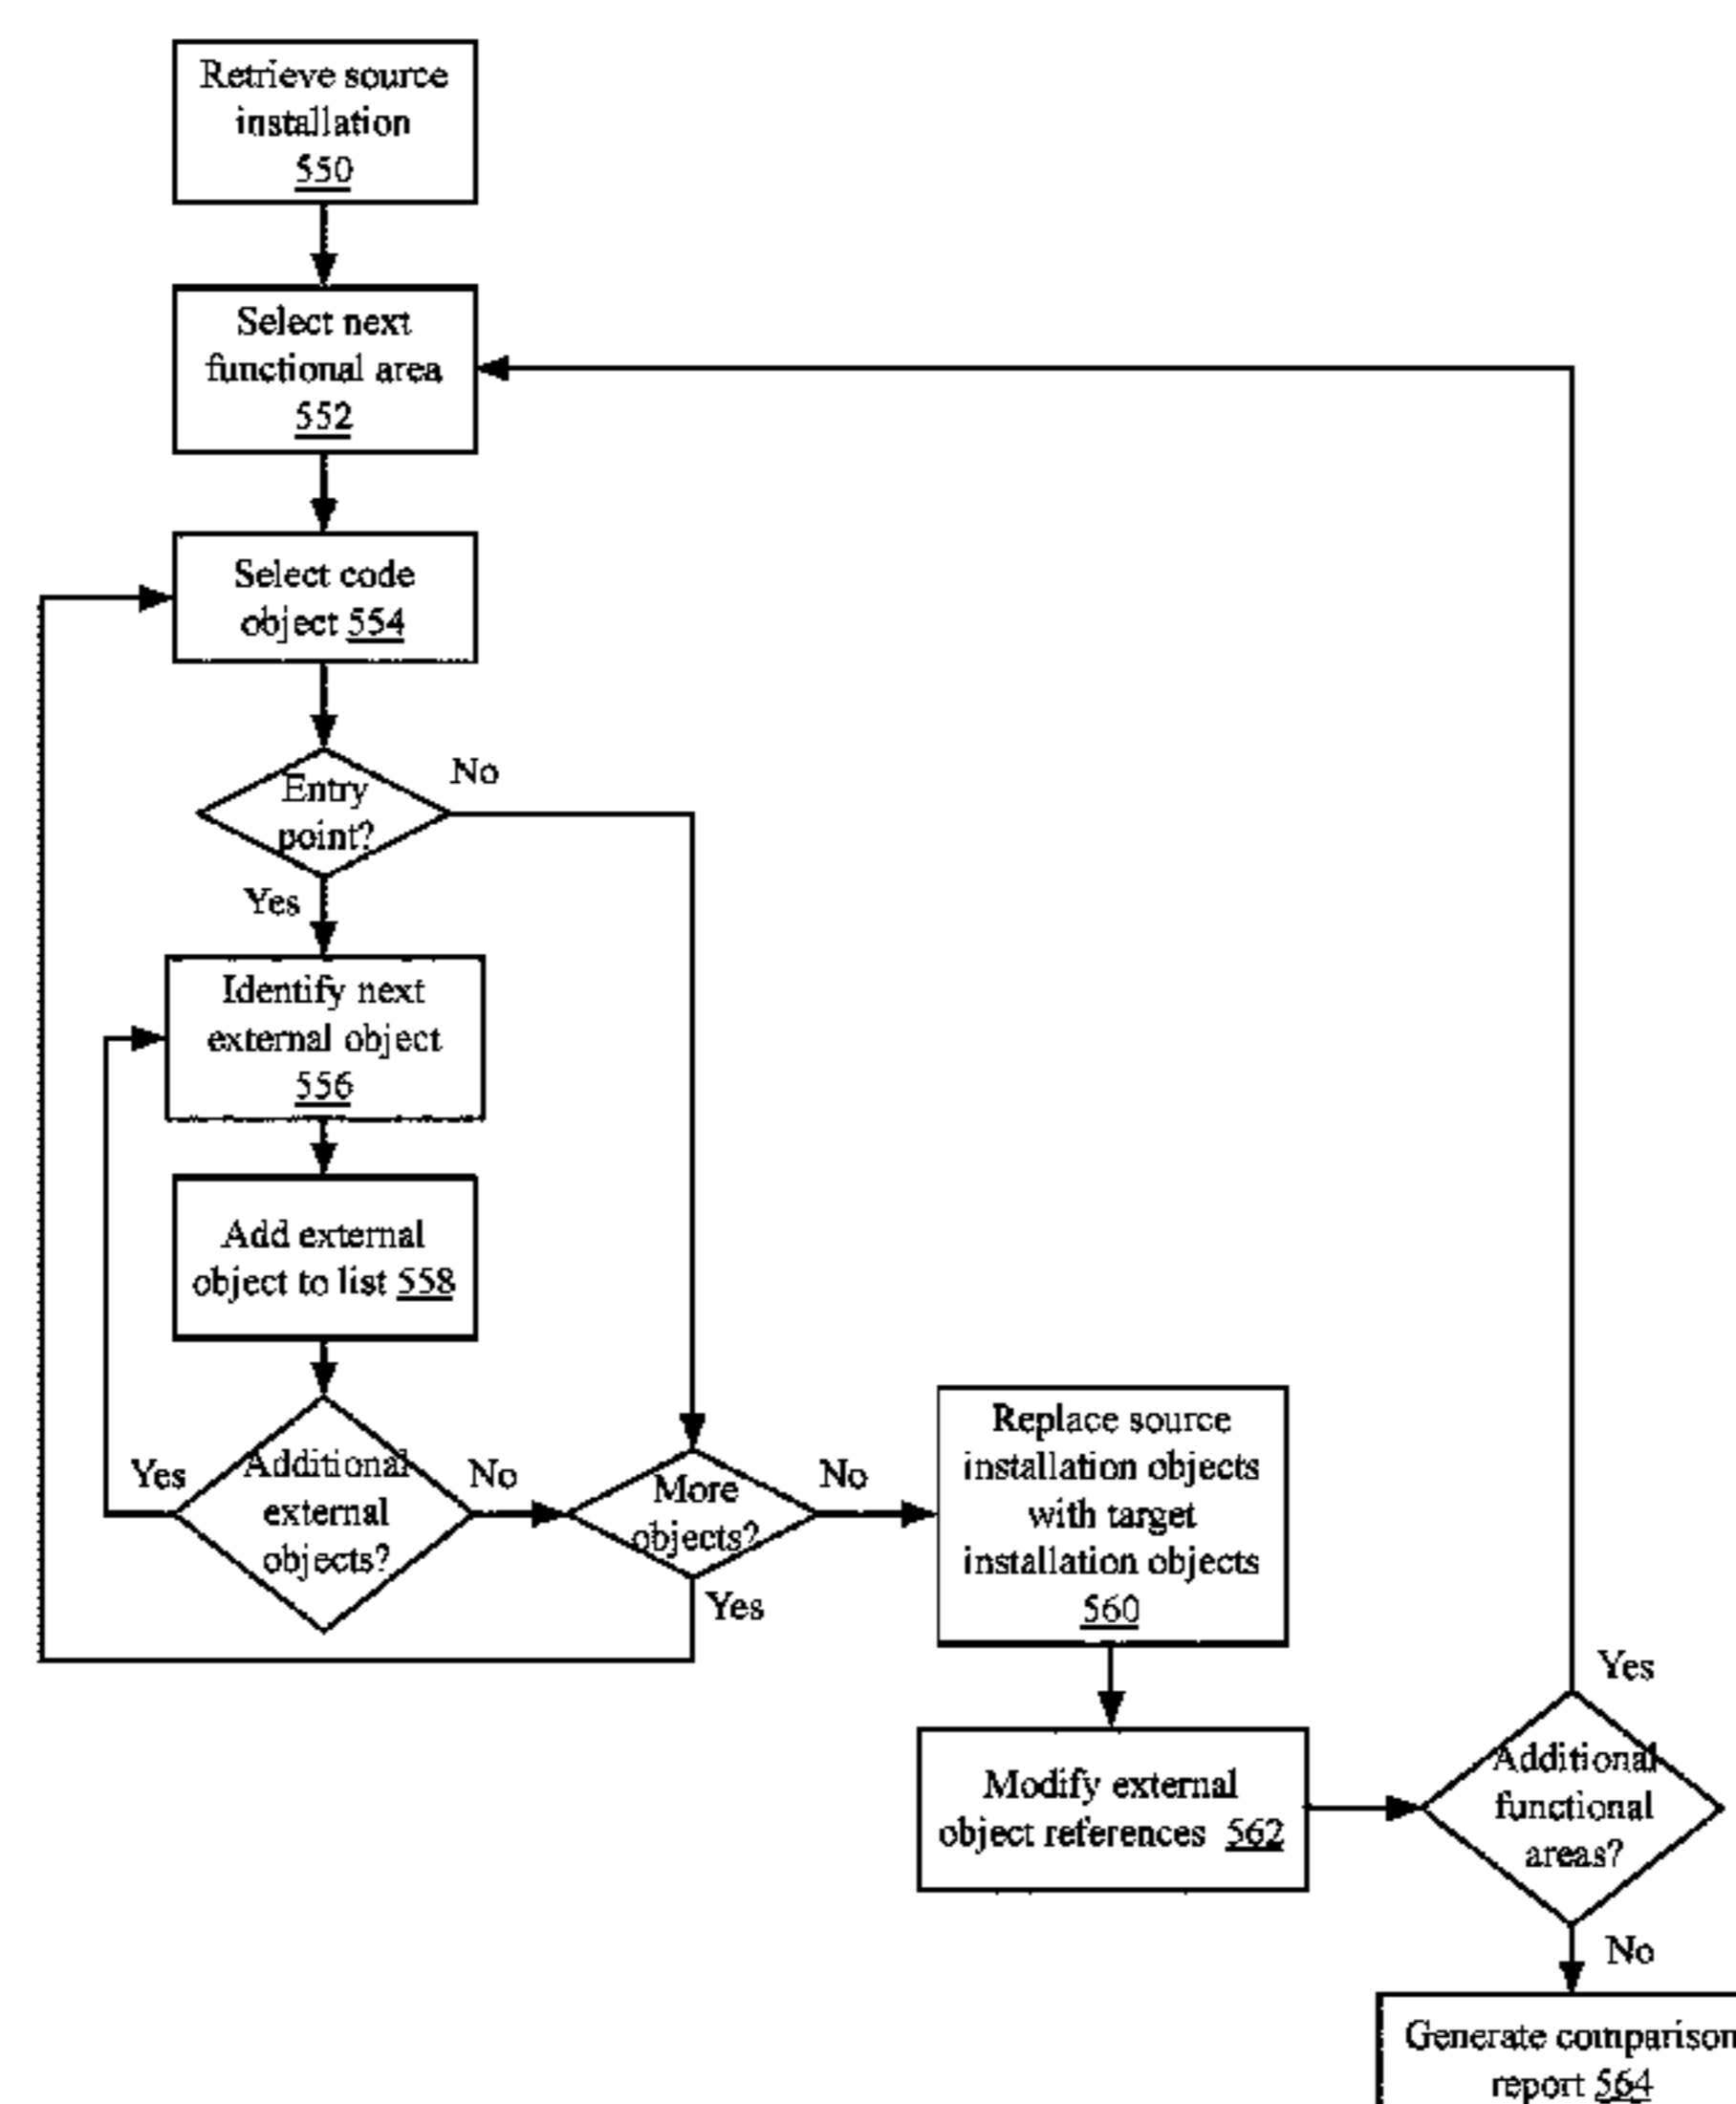 Retrieve source
installation
550
Select next
functional area
552
Select code
object 554
Entry
point?
No
Yes
Identify next
external object
556
Add external
object to list 558
Additional
external
objects?
Yes
No
More
objects?
No
Yes
Replace source
installation objects
with target
installation objects
560
Modify external
object references 562
Additional
functional
areas?
Yes
No
Generate comparison
report 564